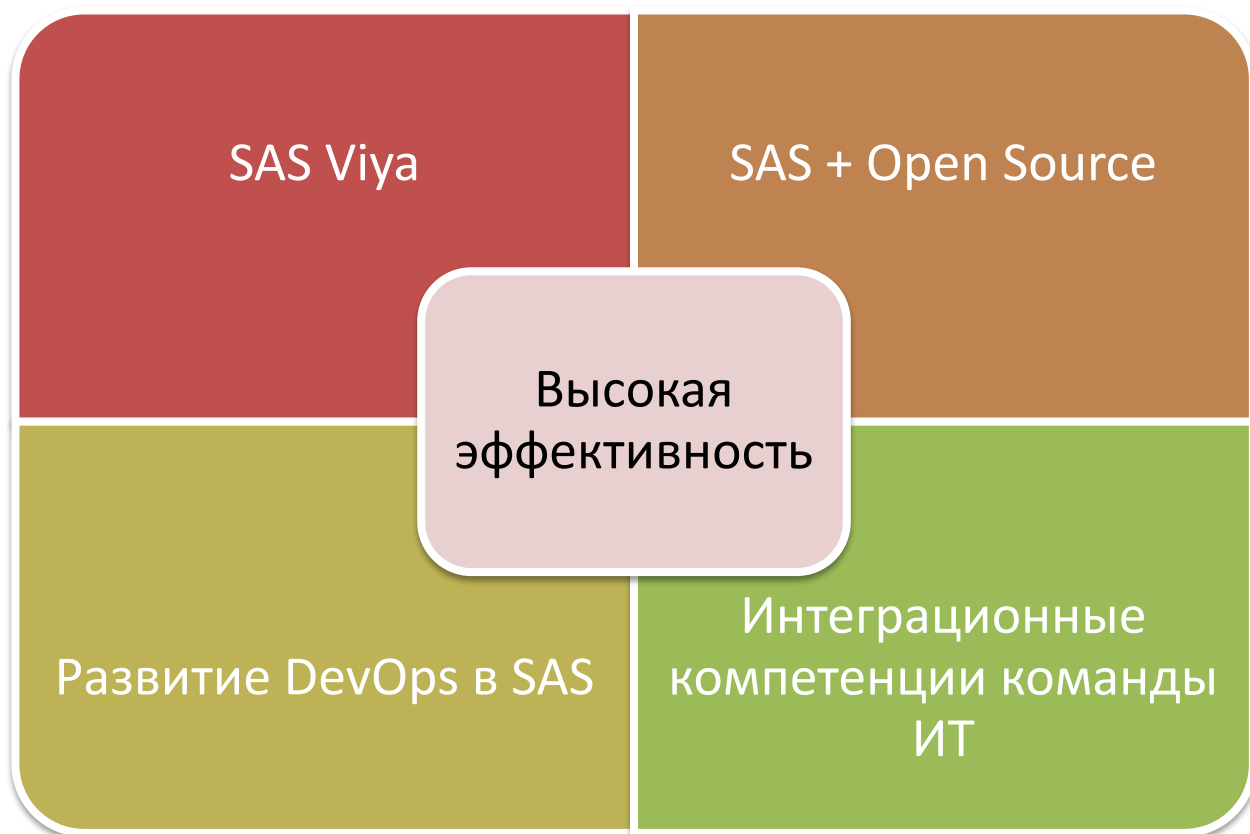 SAS Viya
SAS + Open Source
Высокая
эффективность
Развитие DevOps в SAS
Интеграционные
компетенции команды
ИТ